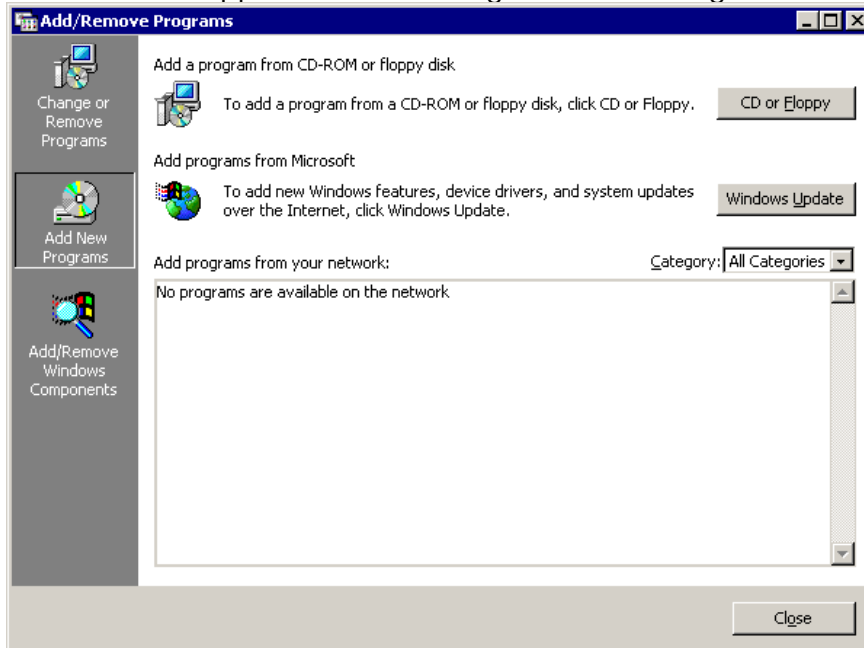 Add/Remove Programs
Change or
Remove
Programs
Add New
Programs
Add/Remove
Windows
Components
Add a program from CD-ROM or floppy disk
To add a program from a CD-ROM or floppy disk, click CD or Floppy.
CD or Floppy
Add programs from Microsoft
To add new Windows features, device drivers, and system updates
over the Internet, click Windows Update.
Windows Update
Add programs from your network:
Category: All Categories
No programs are available on the network
Close